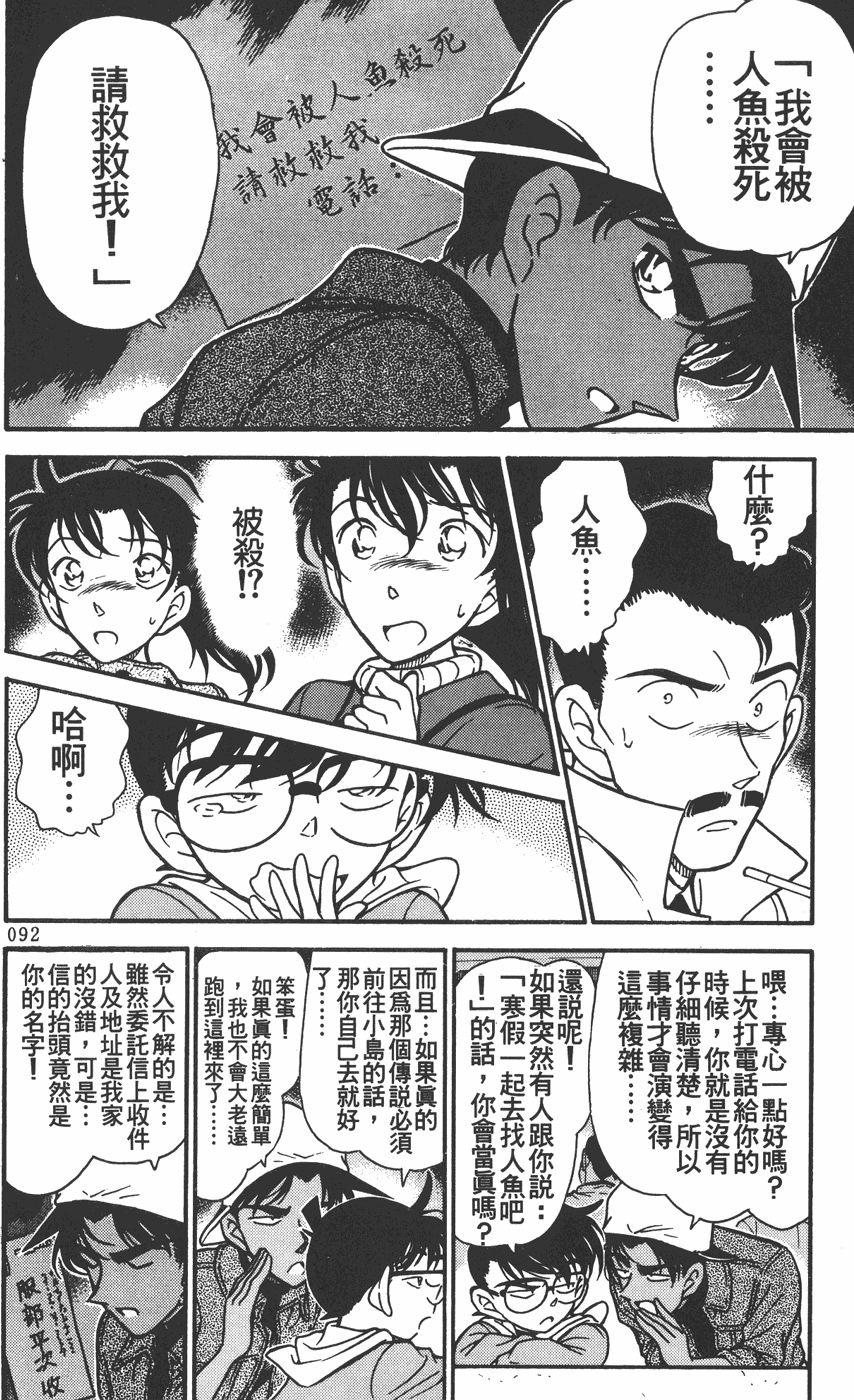 「我會被
人魚殺死
……
請救救我！」
我會被人魚殺死
請救救我
電話：
什麼？
人魚……
被殺!?
哈啊…
092
喂…專心一點好嗎？
上次打電話給你的
時候，你就是沒有
仔細聽清楚，所以
事情才會演變得
這麼複雜……
還說呢！
如果突然有人跟你說：
「寒假一起去找人魚吧
！」的話，你會當眞嗎？
而且…如果眞的
因爲那個傳說必須
前往小島的話，
那你自己去就好
了……
笨蛋！
如果眞的這麼簡單
，我也不會大老遠
跑到這裡來了……
令人不解的是…
雖然委託信上收件
人及地址是我家
的沒錯，可是…
信的抬頭竟然是
你的名字！
服部平次 收